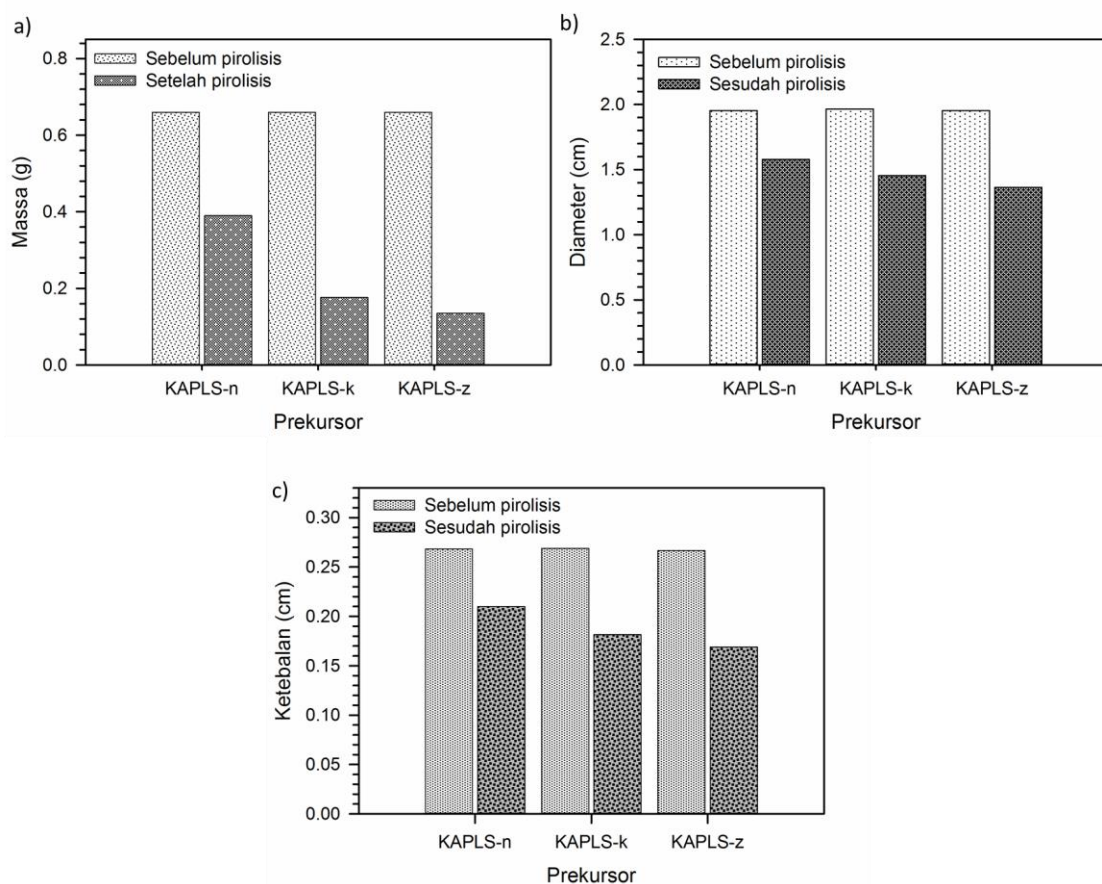 a)
Sebelum pirolisis
Setelah pirolisis
Massa (g)
0.8
0.6
0.4
0.2
0.0
KAPLS-n KAPLS-k KAPLS-z
Prekursor
b)
Sebelum pirolisis
Sesudah pirolisis
Diameter (cm)
2.5
2.0
1.5
1.0
0.5
0.0
KAPLS-n KAPLS-k KAPLS-z
Prekursor
c)
Sebelum pirolisis
Sesudah pirolisis
Ketebalan (cm)
0.30
0.25
0.20
0.15
0.10
0.05
0.00
KAPLS-n KAPLS-k KAPLS-z
Prekursor